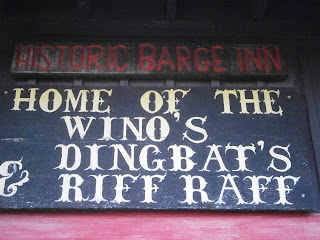 HISTORIC BARGE INN
HOME OF THE
WINO'S
DINGBAT'S
& RIFF RAFF